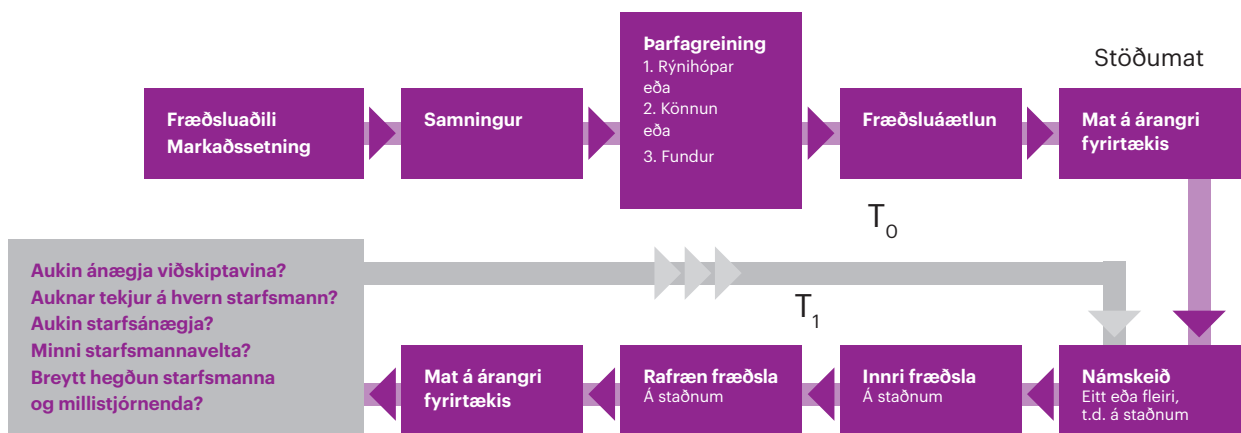 Fræðsluaðili
Markaðssetning
Samningur
Þarfagreining
1. Rýnihópar
eða
2. Könnun
eða
3. Fundur
Fræðsluáætlun
Stöðumat
Mat á árangri
fyrirtækis
T0
Aukin ánægja viðskiptavina?
Auknar tekjur á hvern starfsmann?
Aukin starfsánægja?
Minni starfsmannavelta?
Breytt hegðun starfsmanna
og millistjórnenda?
T1
Mat á árangri
fyrirtækis
Rafræn fræðsla
Á staðnum
Innri fræðsla
Á staðnum
Námskeið
Eitt eða fleiri,
t.d. á staðnum